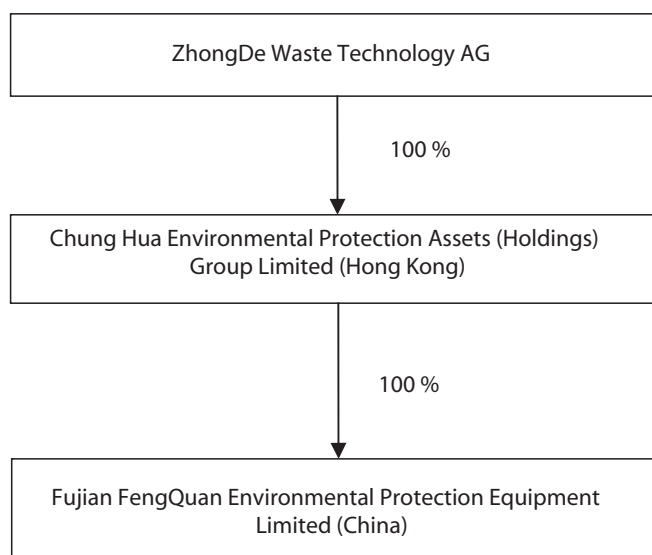 ZhongDe Waste Technology AG
100 %
Chung Hua Environmental Protection Assets (Holdings)
Group Limited (Hong Kong)
100 %
Fujian FengQuan Environmental Protection Equipment
Limited (China)